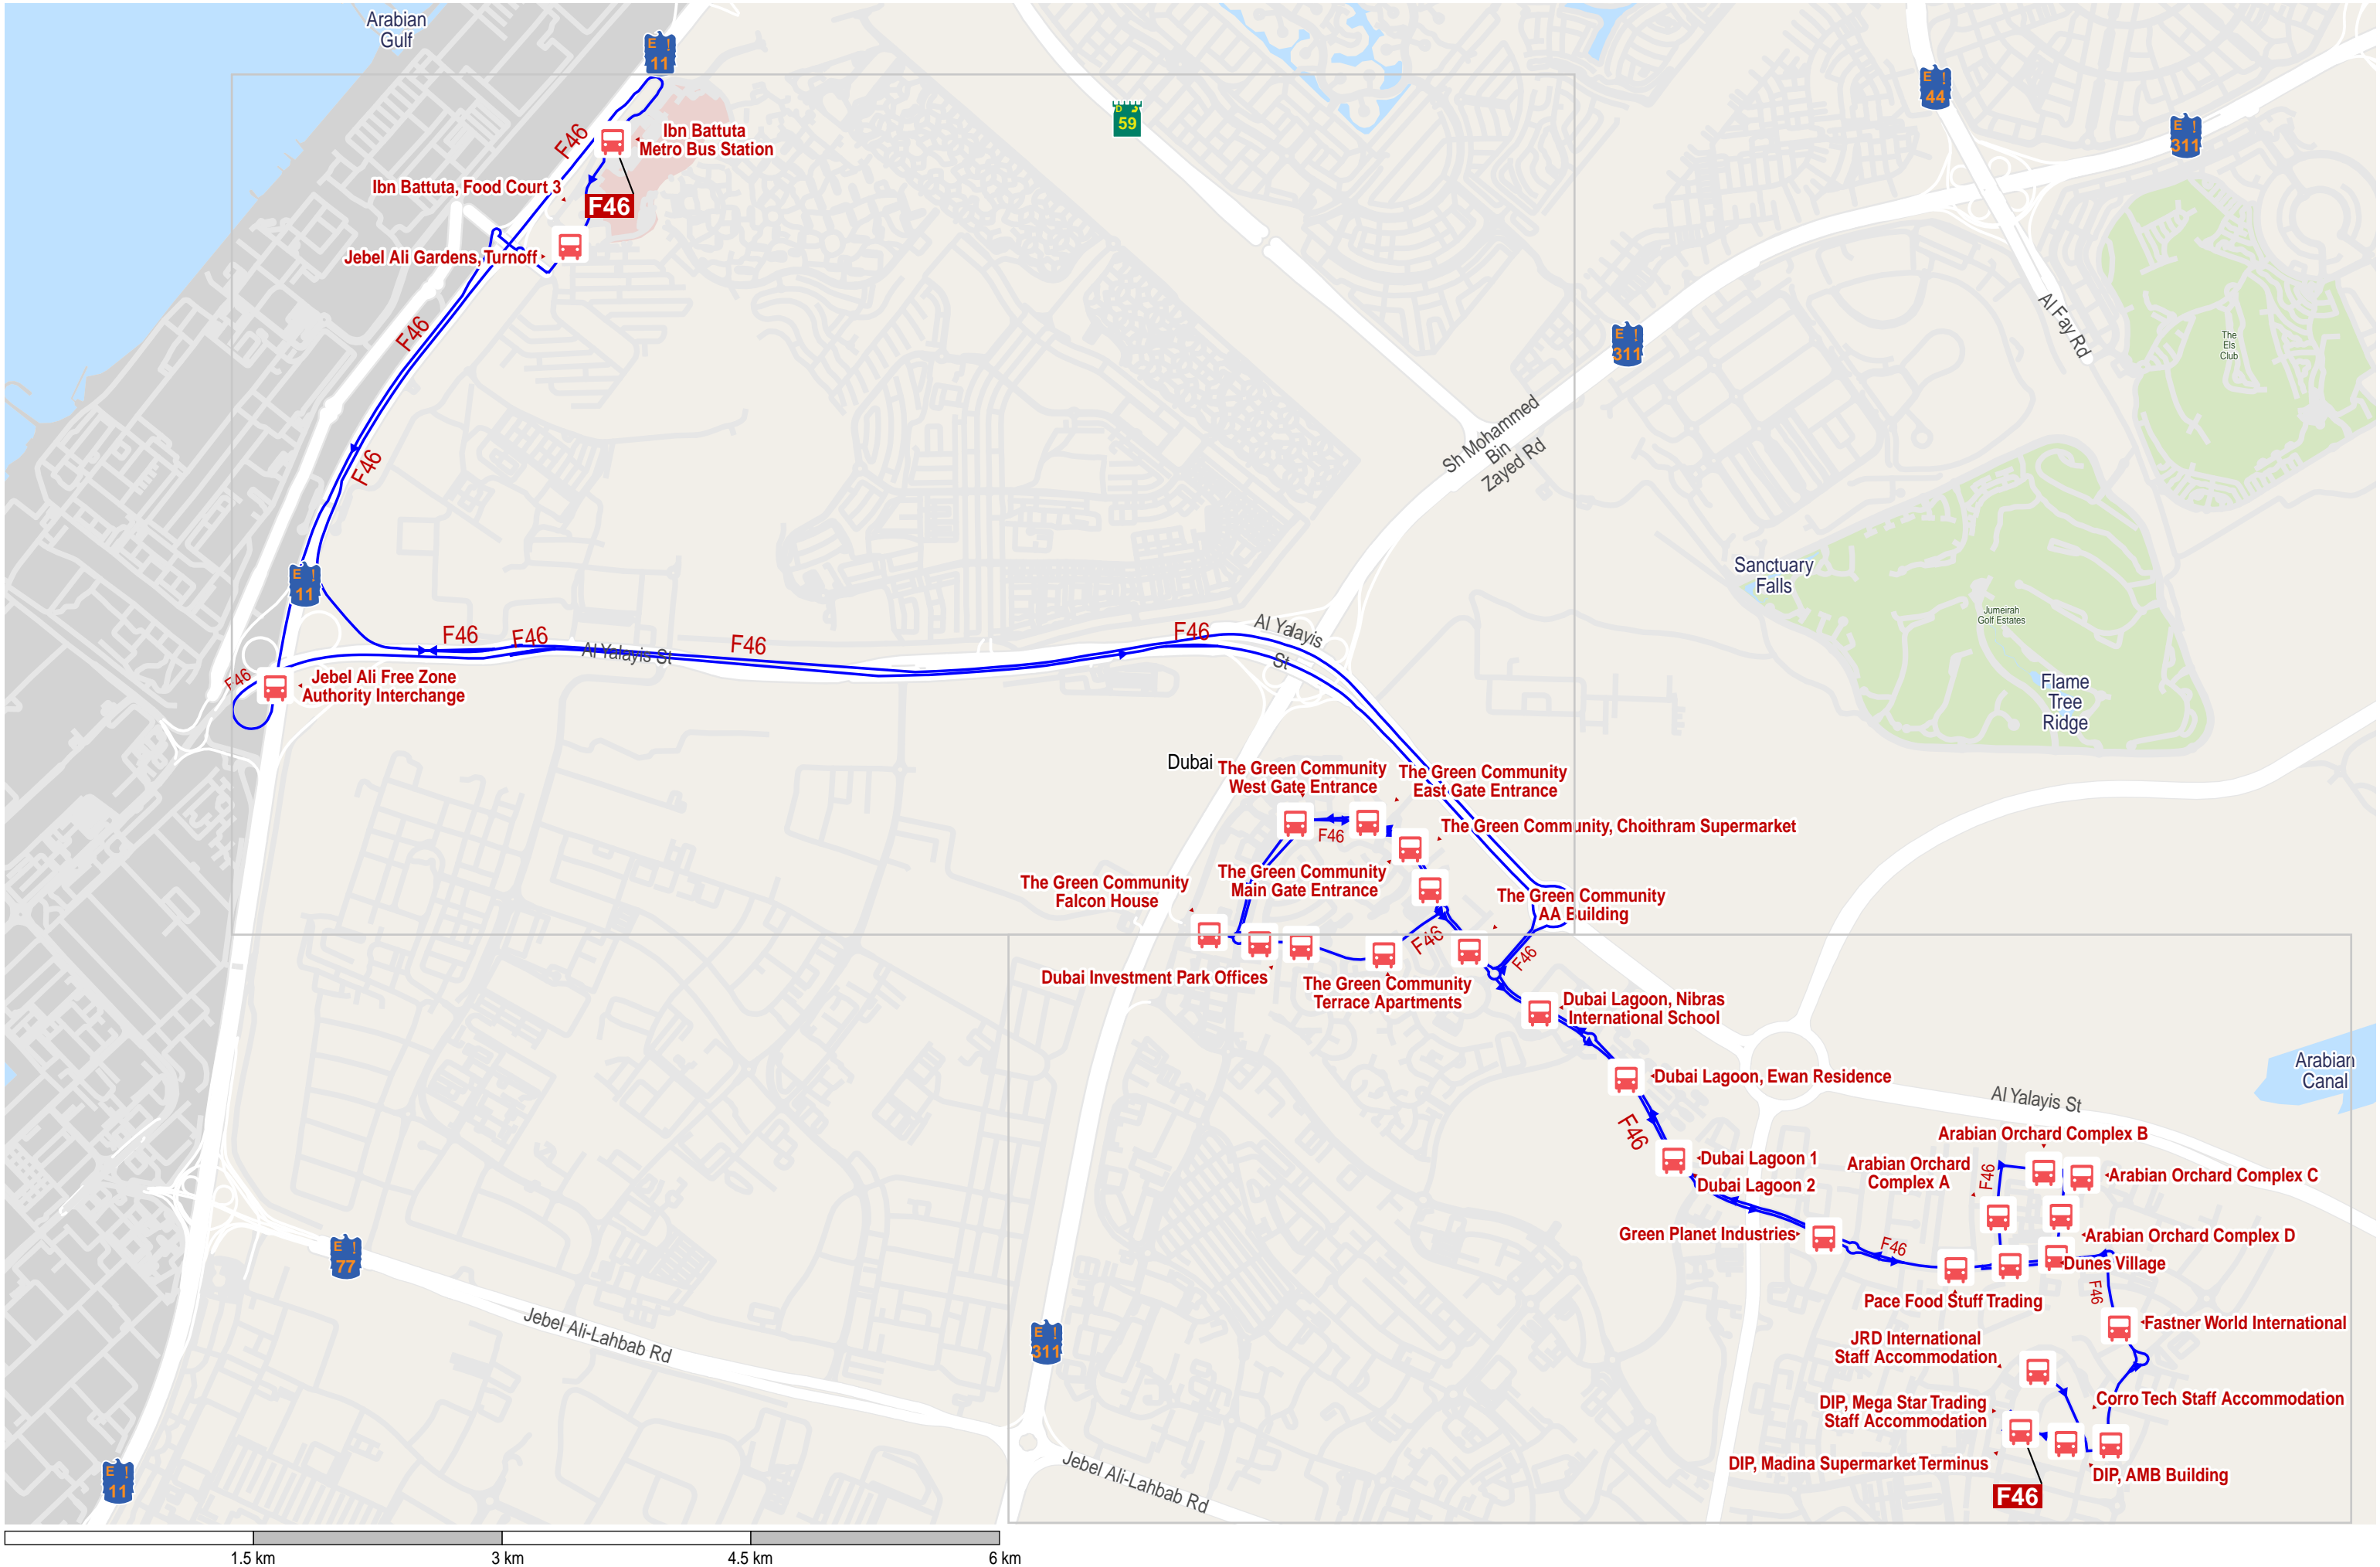 Arabian
Gulf
E
11
D
59
E
44
E
311
F46
Ibn Battuta
Metro Bus Station
Ibn Battuta, Food Court 3
F46
Jebel Ali Gardens, Turnoff
F46
E
311
Al Fay Rd
The
Els
Club
Sh Mohammed
Bin
Zayed Rd
F46
E
11
Sanctuary
Falls
Jumeirah
Golf Estates
Flame
Tree
Ridge
F46
F46
Al Yalayis St
F46
F46
Al Yalayis
St
F46
Jebel Ali Free Zone
Authority Interchange
Dubai
The Green Community
West Gate Entrance
The Green Community
East Gate Entrance
F46
The Green Community, Choithram Supermarket
The Green Community
Main Gate Entrance
The Green Community
Falcon House
The Green Community
AA Building
F46
F46
Dubai Investment Park Offices
The Green Community
Terrace Apartments
Dubai Lagoon, Nibras
International School
Dubai Lagoon, Ewan Residence
Arabian
Canal
Al Yalayis St
F46
Dubai Lagoon 1
Dubai Lagoon 2
Arabian Orchard Complex B
Arabian Orchard
Complex A
F46
Arabian Orchard Complex C
Green Planet Industries
F46
Arabian Orchard Complex D
Dunes Village
F46
Pace Food Stuff Trading
Fastner World International
JRD International
Staff Accommodation
Corro Tech Staff Accommodation
DIP, Mega Star Trading
Staff Accommodation
DIP, Madina Supermarket Terminus
DIP, AMB Building
F46
E
77
Jebel Ali-Lahbab Rd
E
311
Jebel Ali-Lahbab Rd
E
11
1.5 km
3 km
4.5 km
6 km